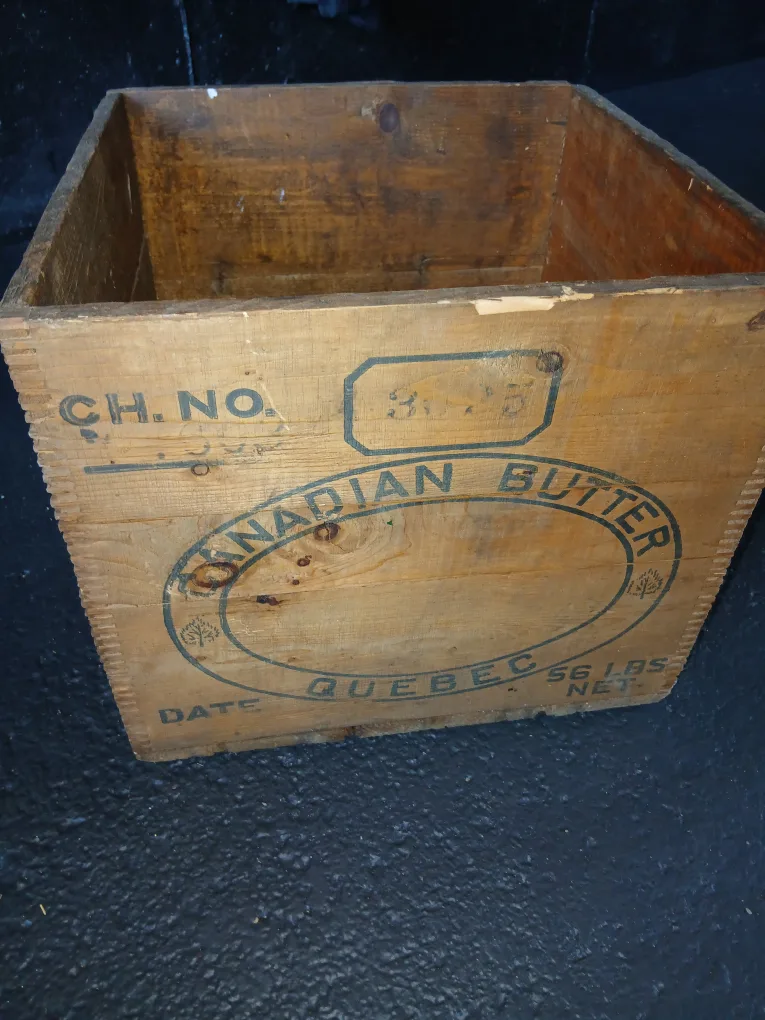 CH. NO.
CANADIAN BUTTER
QUEBEC
56 LBS
NET.
DATE